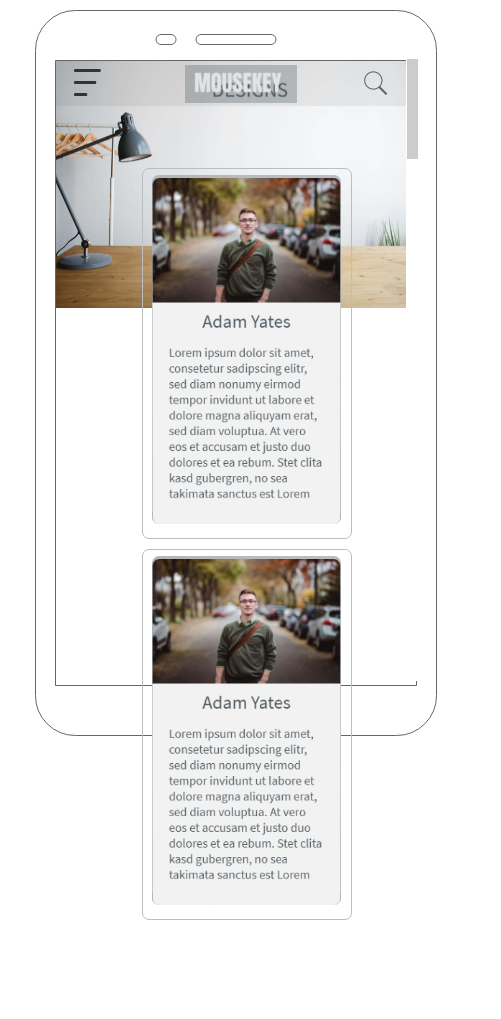 MOUSEKEY
DESIGNS
Adam Yates
Lorem ipsum dolor sit amet,
consetetur sadipscing elitr,
sed diam nonumy eirmod
tempor invidunt ut labore et
dolore magna aliquyam erat,
sed diam voluptua. At vero
eos et accusam et justo duo
dolores et ea rebum. Stet clita
kasd gubergren, no sea
takimata sanctus est Lorem
Adam Yates
Lorem ipsum dolor sit amet,
consetetur sadipscing elitr,
sed diam nonumy eirmod
tempor invidunt ut labore et
dolore magna aliquyam erat,
sed diam voluptua. At vero
eos et accusam et justo duo
dolores et ea rebum. Stet clita
kasd gubergren, no sea
takimata sanctus est Lorem